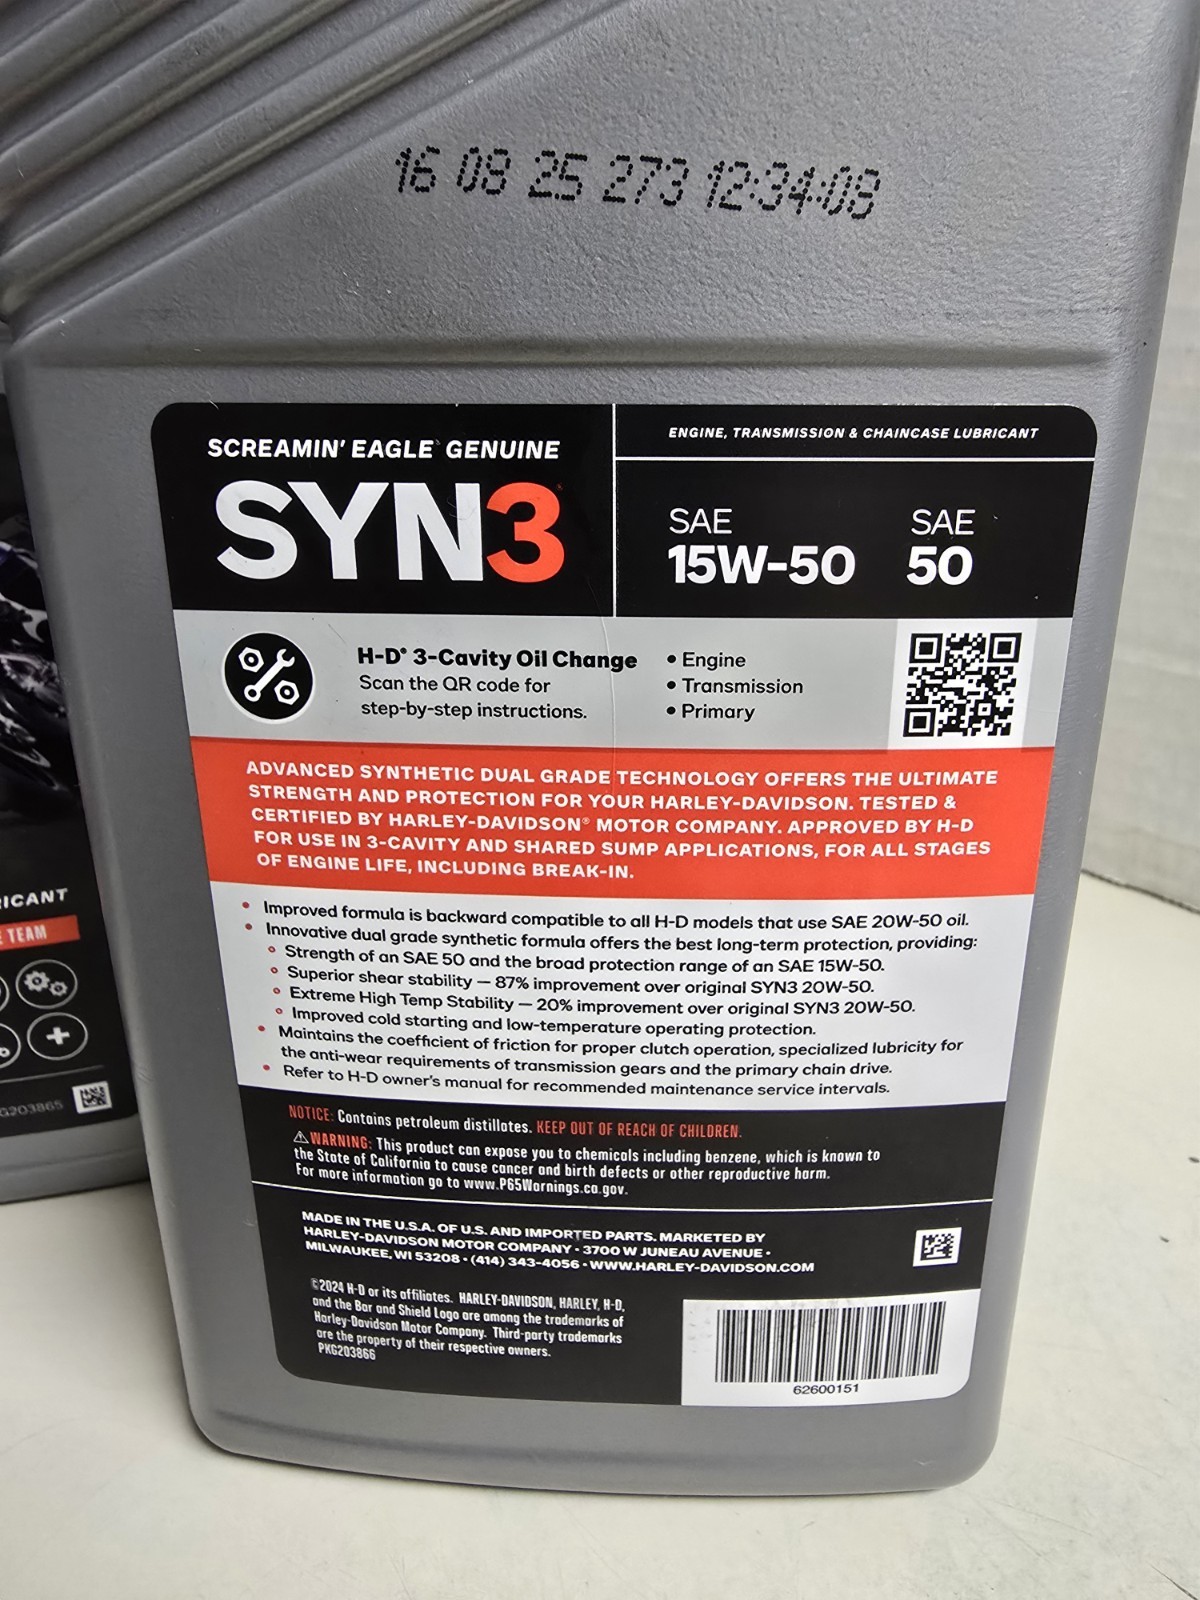 16 08 25 273 12:34:08
SCREAMIN' EAGLE GENUINE
SYN3
ENGINE, TRANSMISSION & CHAINCASE LUBRICANT
SAE
15W-50
SAE
50
H-D® 3-Cavity Oil Change
Scan the QR code for
step-by-step instructions.
• Engine
• Transmission
• Primary
ADVANCED SYNTHETIC DUAL GRADE TECHNOLOGY OFFERS THE ULTIMATE
STRENGTH AND PROTECTION FOR YOUR HARLEY-DAVIDSON. TESTED &
CERTIFIED BY HARLEY-DAVIDSON® MOTOR COMPANY. APPROVED BY H-D
FOR USE IN 3-CAVITY AND SHARED SUMP APPLICATIONS, FOR ALL STAGES
OF ENGINE LIFE, INCLUDING BREAK-IN.
• Improved formula is backward compatible to all H-D models that use SAE 20W-50 oil.
• Innovative dual grade synthetic formula offers the best long-term protection, providing:
◦ Strength of an SAE 50 and the broad protection range of an SAE 15W-50.
◦ Superior shear stability — 87% improvement over original SYN3 20W-50.
◦ Extreme High Temp Stability — 20% improvement over original SYN3 20W-50.
◦ Improved cold starting and low-temperature operating protection.
• Maintains the coefficient of friction for proper clutch operation, specialized lubricity for
the anti-wear requirements of transmission gears and the primary chain drive.
• Refer to H-D owner's manual for recommended maintenance service intervals.
NOTICE: Contains petroleum distillates. KEEP OUT OF REACH OF CHILDREN.
⚠WARNING: This product can expose you to chemicals including benzene, which is known to
the State of California to cause cancer and birth defects or other reproductive harm.
For more information go to www.P65Warnings.ca.gov.
MADE IN THE U.S.A. OF U.S. AND IMPORTED PARTS. MARKETED BY
HARLEY-DAVIDSON MOTOR COMPANY • 3700 W JUNEAU AVENUE •
MILWAUKEE, WI 53208 • (414) 343-4056 • WWW.HARLEY-DAVIDSON.COM
©2024 H-D or its affiliates. HARLEY-DAVIDSON, HARLEY, H-D,
and the Bar and Shield Logo are among the trademarks of
Harley-Davidson Motor Company. Third-party trademarks
are the property of their respective owners.
PKG203866
62600151
RICANT
TEAM
G203865